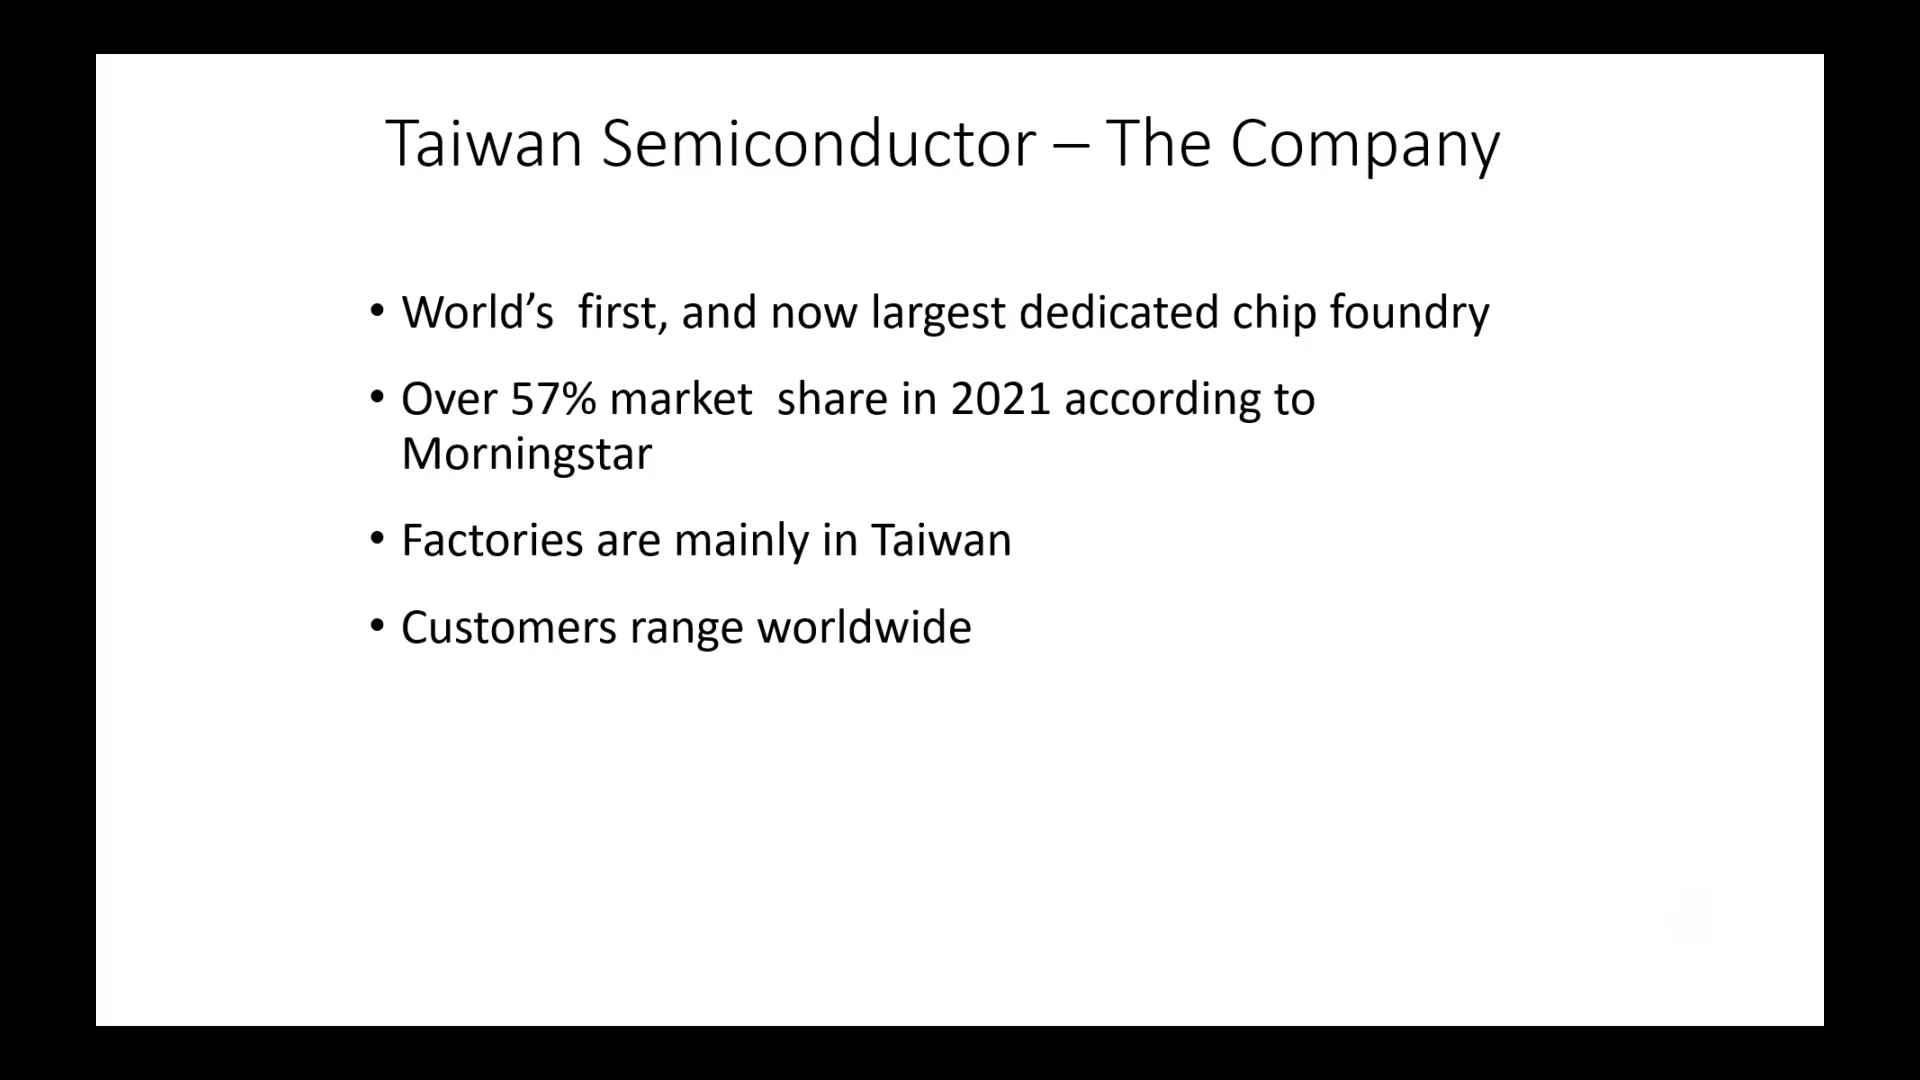 Taiwan Semiconductor – The Company
• World’s  first, and now largest dedicated chip foundry
• Over 57% market  share in 2021 according to
Morningstar
• Factories are mainly in Taiwan
• Customers range worldwide